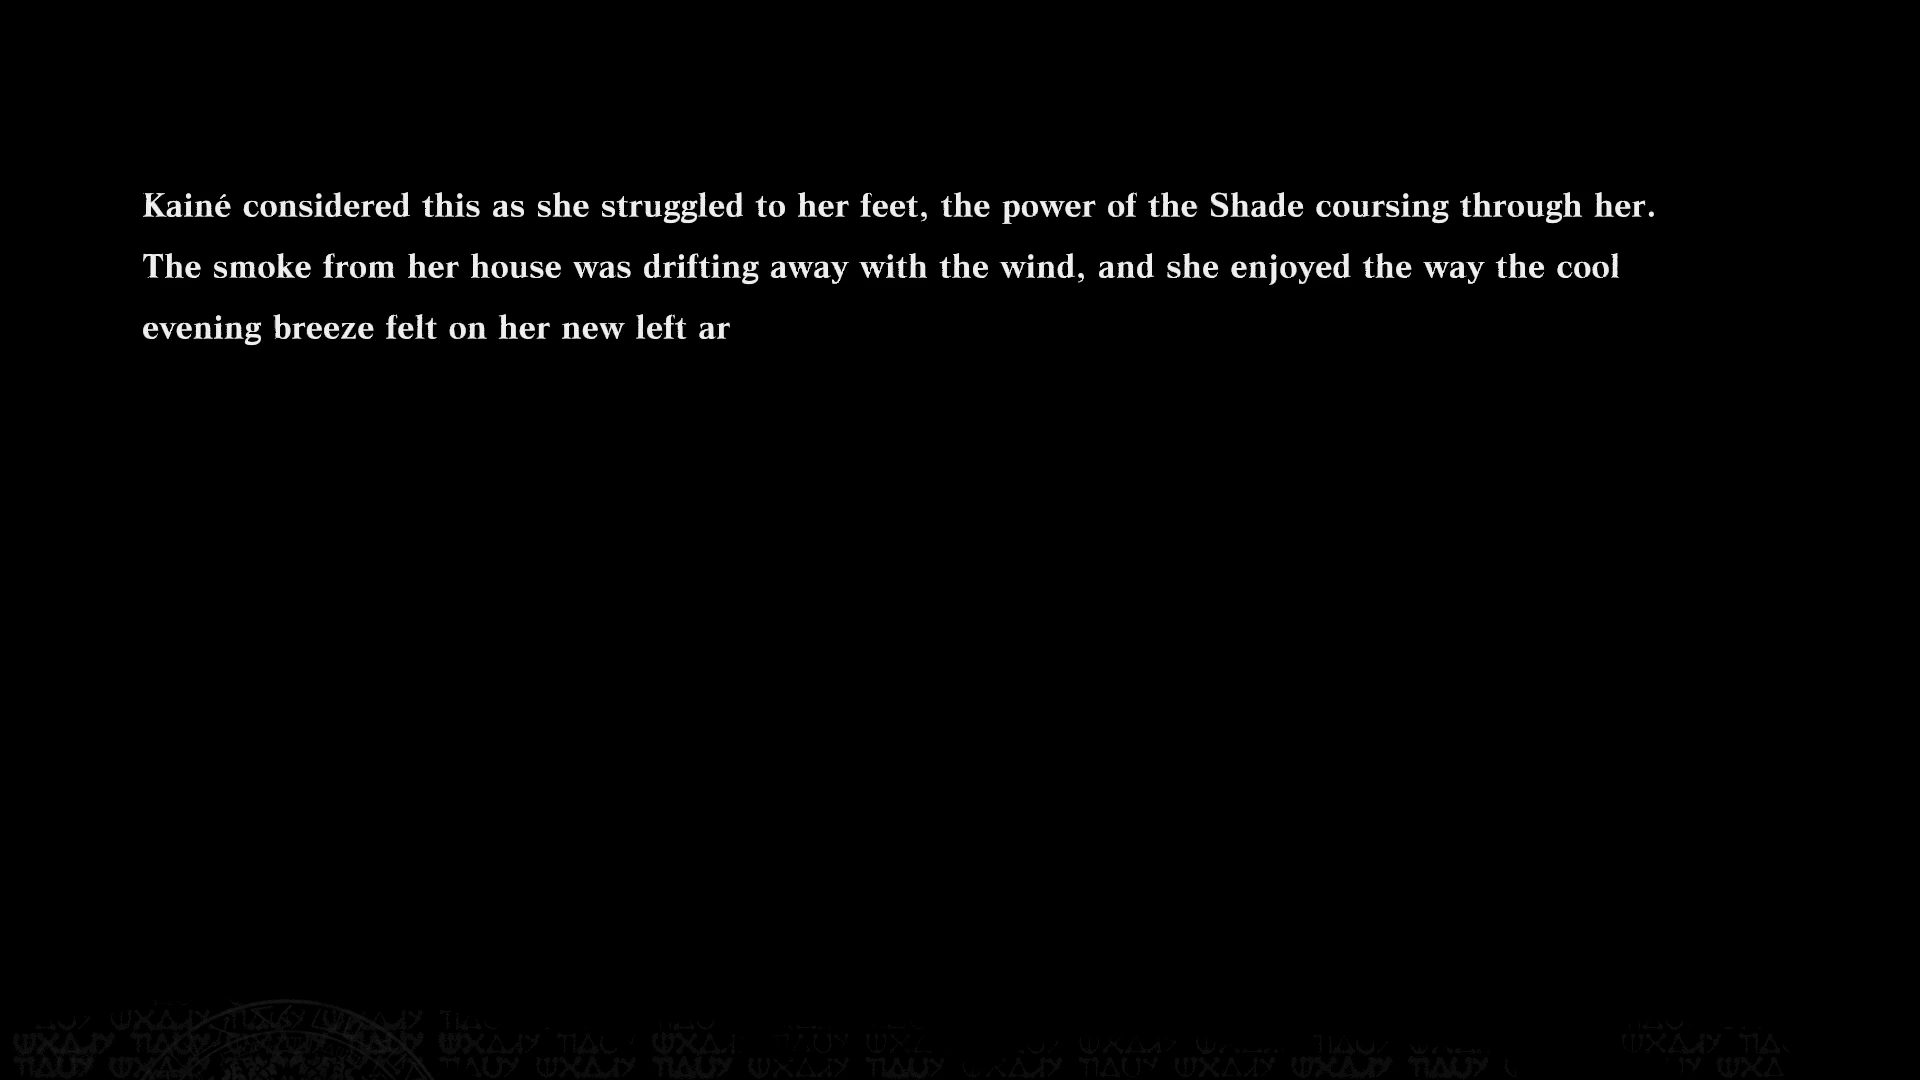 Kainé considered this as she struggled to her feet, the power of the Shade coursing through her.
The smoke from her house was drifting away with the wind, and she enjoyed the way the cool
evening breeze felt on her new left ar